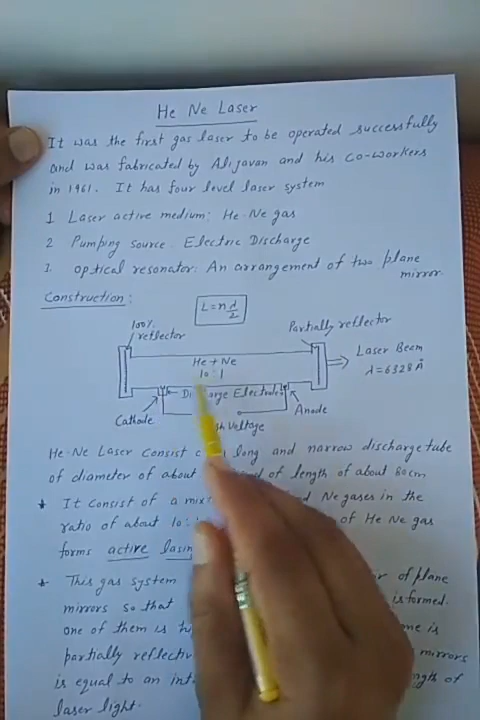 He Ne Laser
It was the first gas laser to be operated successfully
and was fabricated by Ali javan and his co-workers
in 1961. It has four level laser system
1 Laser active medium: He-Ne gas
2 Pumping source. Electric Discharge
3. optical resonator: An arrangement of two plane
mirror.
Construction:
L = n λ/2
100%
reflector
Partially reflector
He + Ne
10 : 1
Laser Beam
λ = 6328 Å
Discharge Electrodes
Cathode
Voltage
Anode
He-Ne Laser consist long and narrow discharge tube
of diameter of about of length of about 80cm
* It consist of a Ne gases in the
ratio of about 10: of He Ne gas
forms active
* This gas system of plane
mirrors so that is formed.
one of them is is
partially mirrors
is equal to an of
laser light.